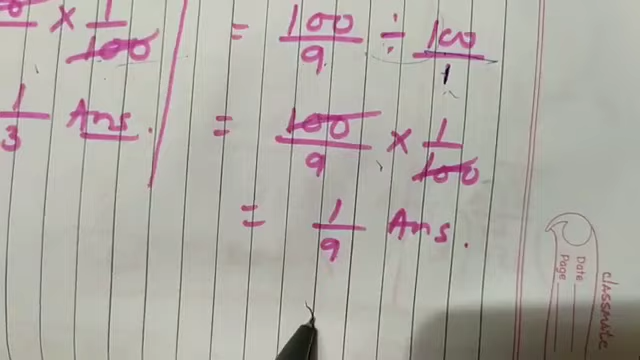 × 1/100
1/3 Ans.
= 100/9 ÷ 100/1
= 100/9 × 1/100
= 1/9 Ans.
classmate
Date
Page